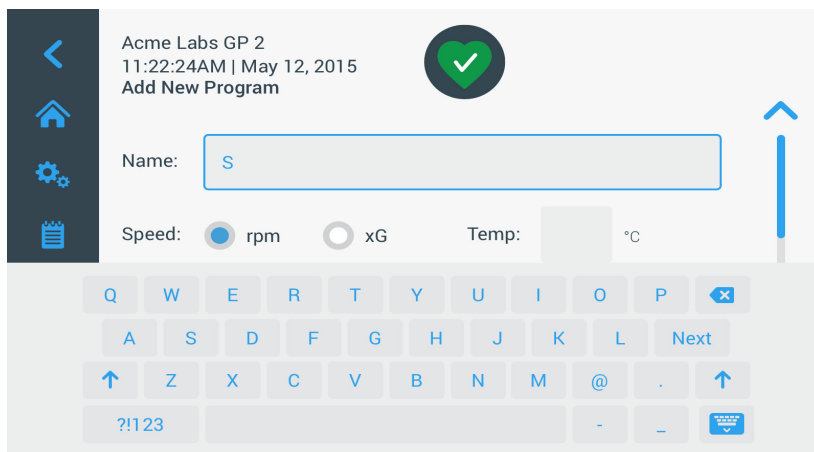 Acme Labs GP 2
11:22:24AM | May 12, 2015
Add New Program
Name: S
Speed: rpm xG Temp: °C
Q W E R T Y U I O P
A S D F G H J K L Next
Z X C V B N M @ .
?!123 - _